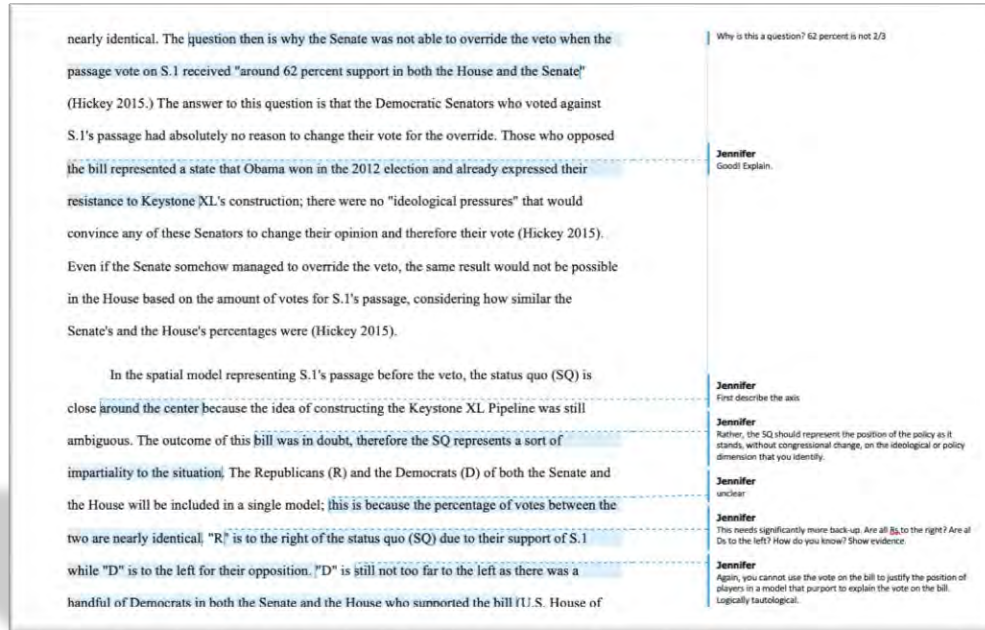 nearly identical. The question then is why the Senate was not able to override the veto when the
passage vote on S.1 received "around 62 percent support in both the House and the Senate"
(Hickey 2015.) The answer to this question is that the Democratic Senators who voted against
S.1's passage had absolutely no reason to change their vote for the override. Those who opposed
the bill represented a state that Obama won in the 2012 election and already expressed their
resistance to Keystone XL's construction; there were no "ideological pressures" that would
convince any of these Senators to change their opinion and therefore their vote (Hickey 2015).
Even if the Senate somehow managed to override the veto, the same result would not be possible
in the House based on the amount of votes for S.1's passage, considering how similar the
Senate's and the House's percentages were (Hickey 2015).
In the spatial model representing S.1's passage before the veto, the status quo (SQ) is
close around the center because the idea of constructing the Keystone XL Pipeline was still
ambiguous. The outcome of this bill was in doubt, therefore the SQ represents a sort of
impartiality to the situation. The Republicans (R) and the Democrats (D) of both the Senate and
the House will be included in a single model; this is because the percentage of votes between the
two are nearly identical. "R" is to the right of the status quo (SQ) due to their support of S.1
while "D" is to the left for their opposition. "D" is still not too far to the left as there was a
handful of Democrats in both the Senate and the House who supported the bill (U.S. House of
Why is this a question? 62 percent is not 2/3
Jennifer
Good! Explain.
Jennifer
First describe the axis
Jennifer
Rather, the SQ should represent the position of the policy as it
stands, without congressional change, on the ideological or policy
dimension that you identify.
Jennifer
unclear
Jennifer
This needs significantly more back-up. Are all Rs to the right? Are al
Ds to the left? How do you know? Show evidence.
Jennifer
Again, you cannot use the vote on the bill to justify the position of
players in a model that purport to explain the vote on the bill.
Logically tautological.